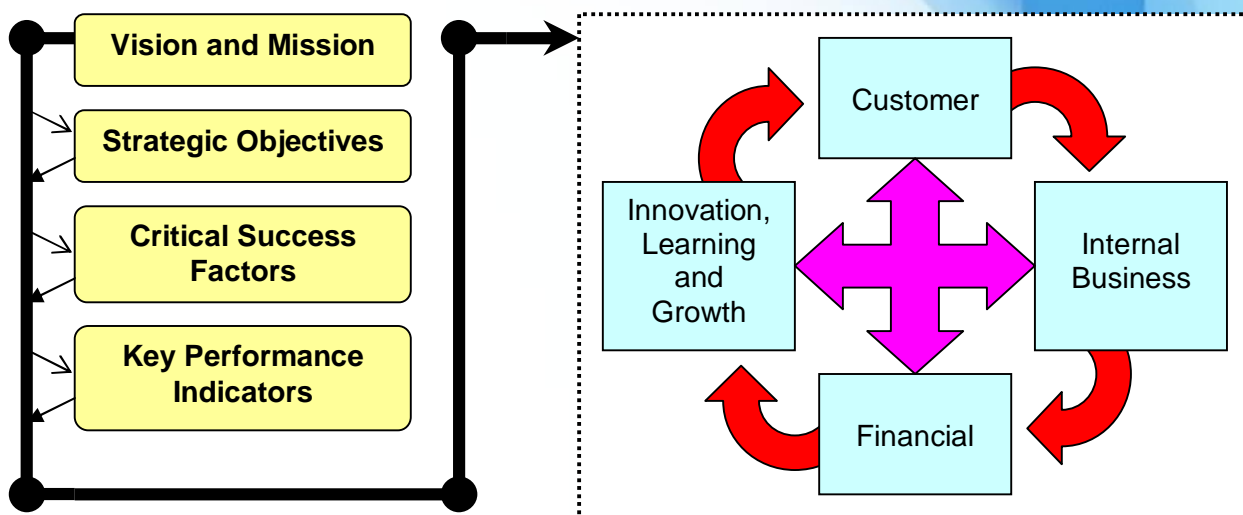 Vision and Mission
Strategic Objectives
Critical Success
Factors
Key Performance
Indicators
Customer
Innovation,
Learning
and
Growth
Internal
Business
Financial